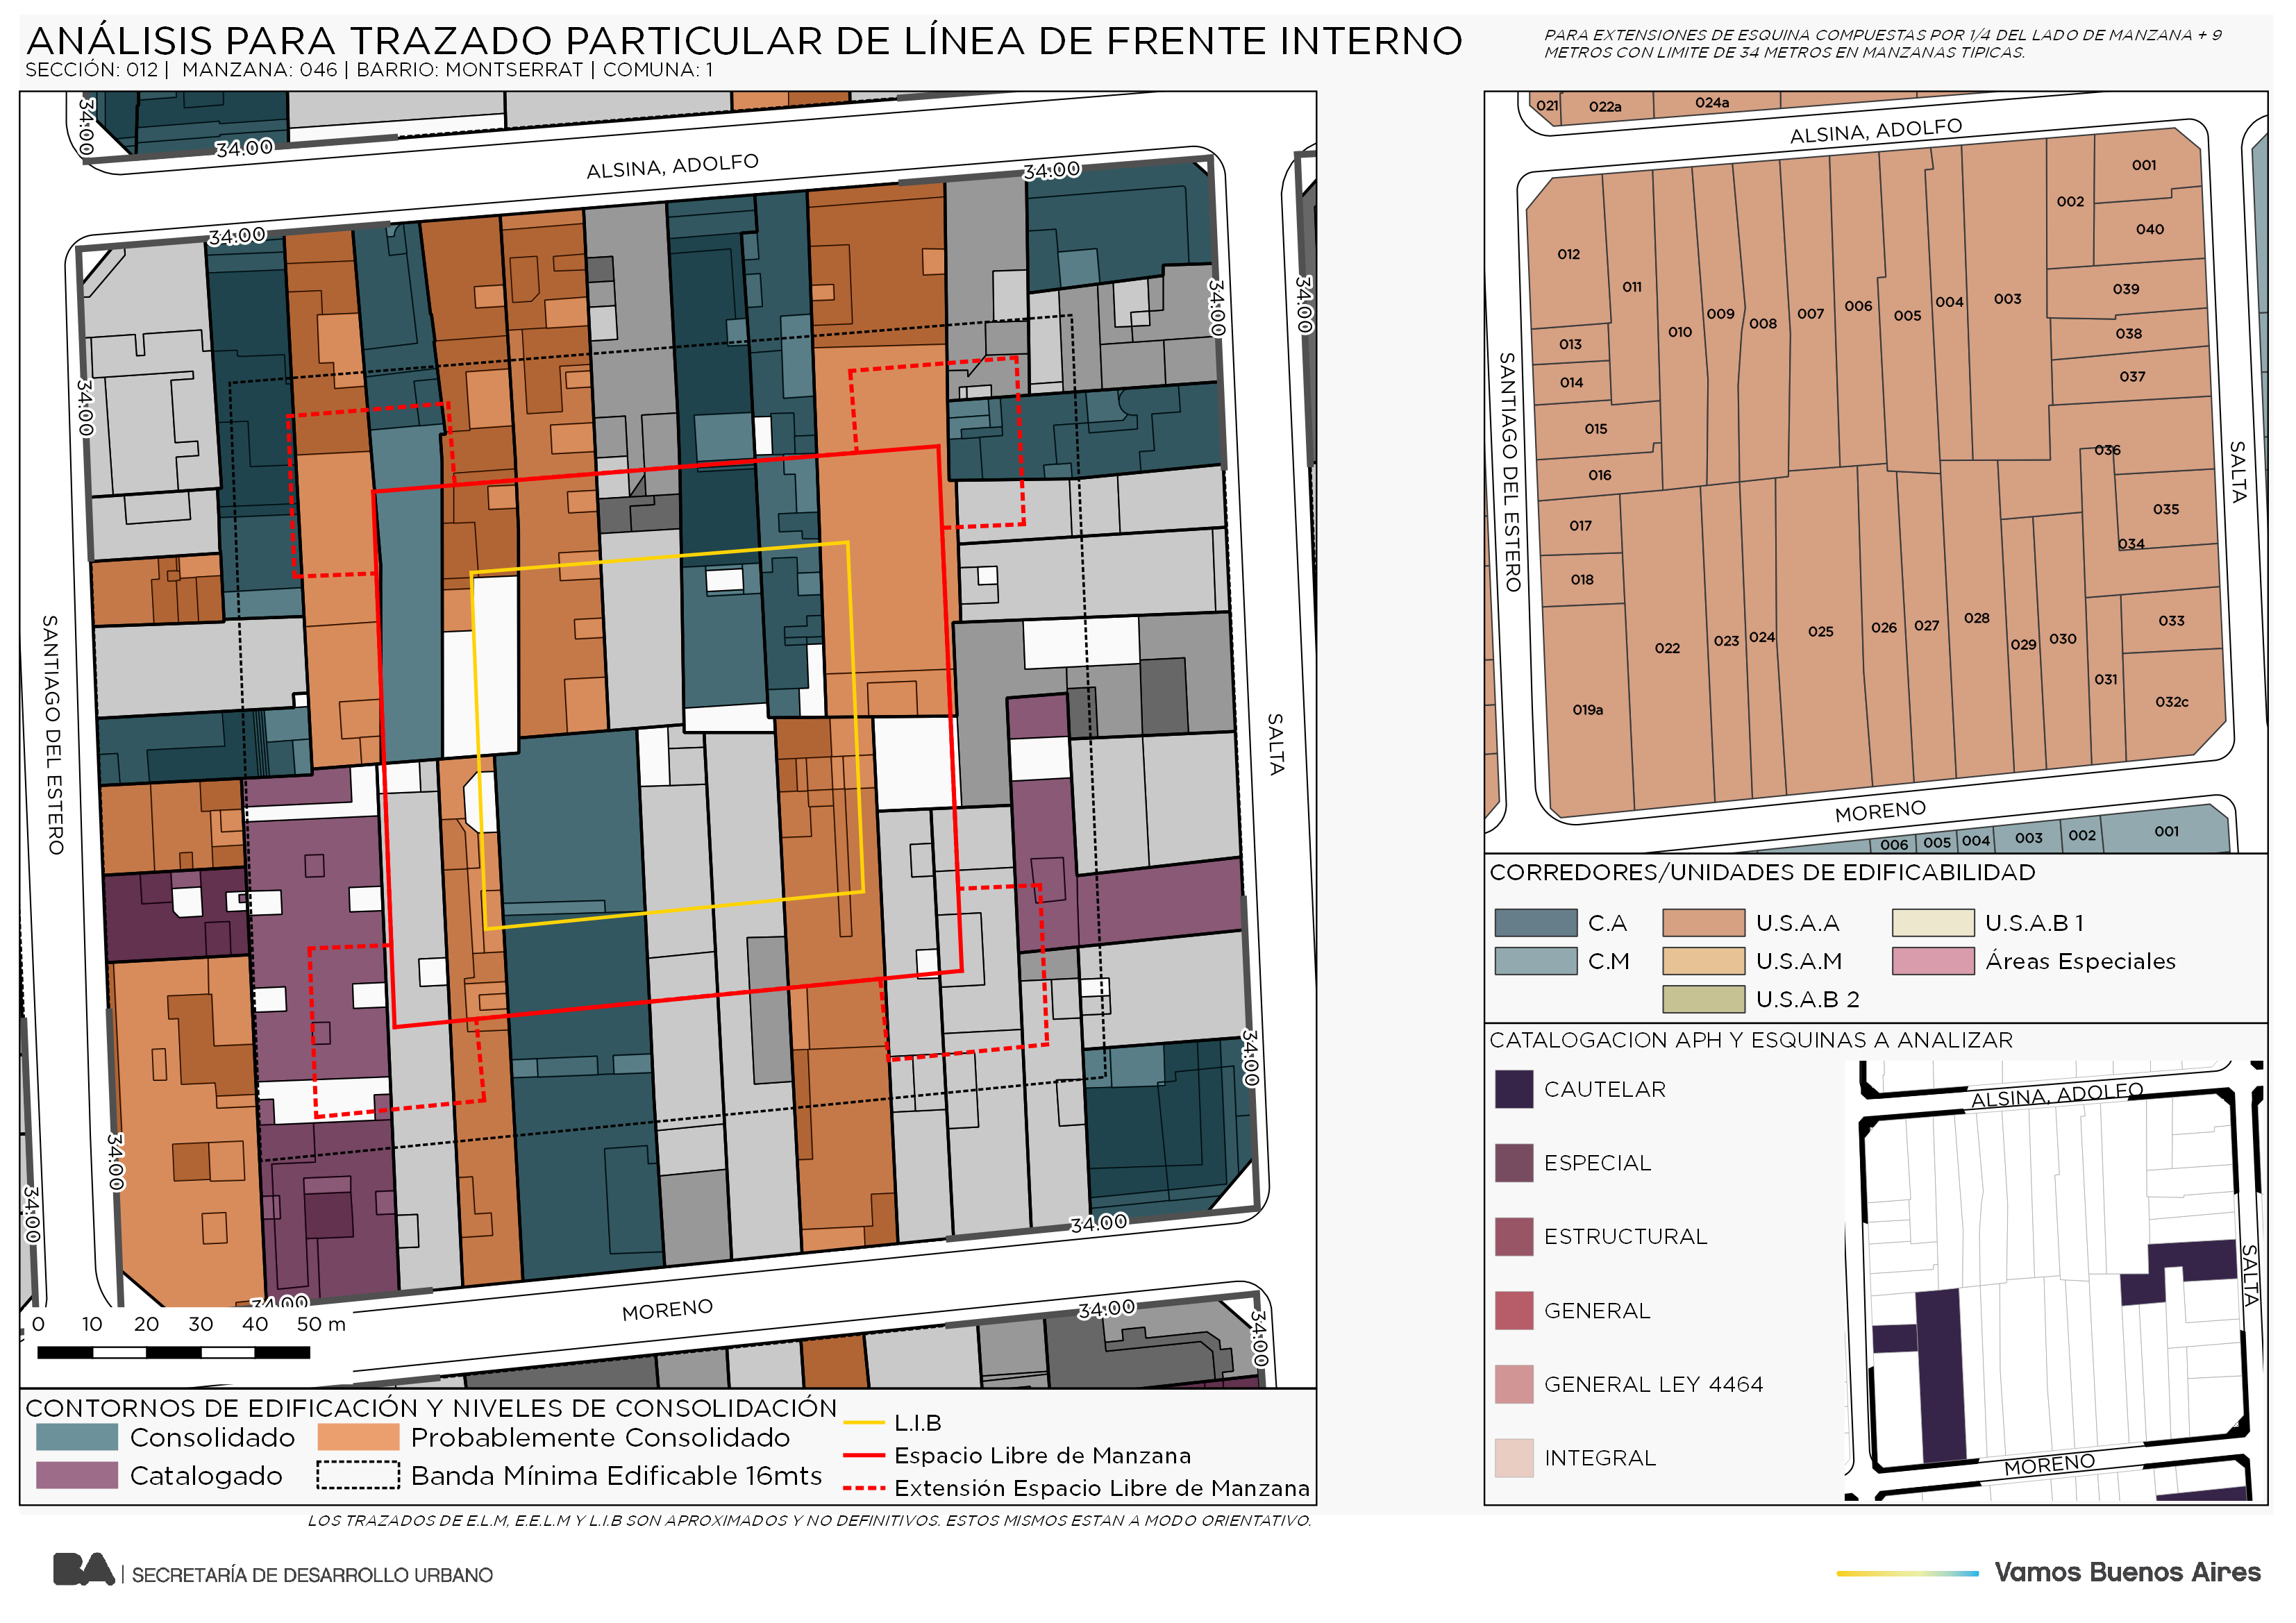 ANÁLISIS PARA TRAZADO PARTICULAR DE LÍNEA DE FRENTE INTERNO
SECCIÓN: 012 | MANZANA: 046 | BARRIO: MONTSERRAT | COMUNA: 1
PARA EXTENSIONES DE ESQUINA COMPUESTAS POR 1/4 DEL LADO DE MANZANA + 9
METROS CON LIMITE DE 34 METROS EN MANZANAS TIPICAS.
34.00
34.00
ALSINA, ADOLFO
34.00
34.00
34.00
34.00
34.00
SANTIAGO DEL ESTERO
SALTA
34.00
34.00
34.00
34.00
34.00
MORENO
34.00
34.00
0 10 20 30 40 50 m
CONTORNOS DE EDIFICACIÓN Y NIVELES DE CONSOLIDACIÓN
Consolidado
Probablemente Consolidado
Catalogado
Banda Mínima Edificable 16mts
L.I.B
Espacio Libre de Manzana
Extensión Espacio Libre de Manzana
LOS TRAZADOS DE E.L.M, E.E.L.M Y L.I.B SON APROXIMADOS Y NO DEFINITIVOS. ESTOS MISMOS ESTAN A MODO ORIENTATIVO.
021
022a
024a
ALSINA, ADOLFO
001
002
040
012
011
039
010
009
008
007
006
005
004
003
038
013
037
014
015
036
016
SANTIAGO DEL ESTERO
SALTA
035
017
034
018
033
022
023
024
025
026
027
028
029
030
031
032c
019a
MORENO
006
005
004
003
002
001
CORREDORES/UNIDADES DE EDIFICABILIDAD
C.A
U.S.A.A
U.S.A.B 1
C.M
U.S.A.M
Áreas Especiales
U.S.A.B 2
CATALOGACION APH Y ESQUINAS A ANALIZAR
CAUTELAR
ESPECIAL
ESTRUCTURAL
GENERAL
GENERAL LEY 4464
INTEGRAL
ALSINA, ADOLFO
SALTA
MORENO
BA | SECRETARÍA DE DESARROLLO URBANO
Vamos Buenos Aires